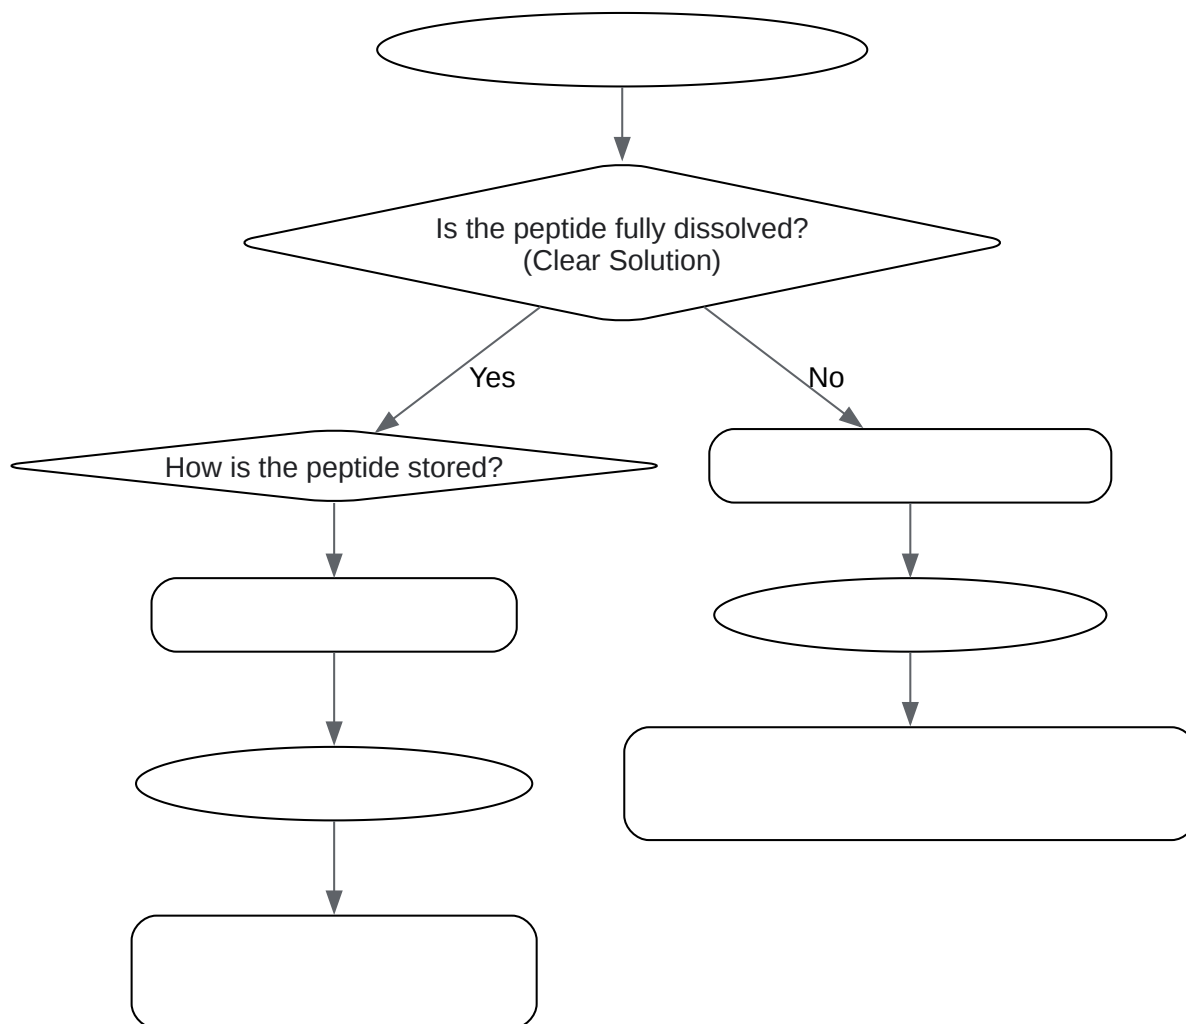 Is the peptide fully dissolved?
(Clear Solution)
Yes
No
How is the peptide stored?